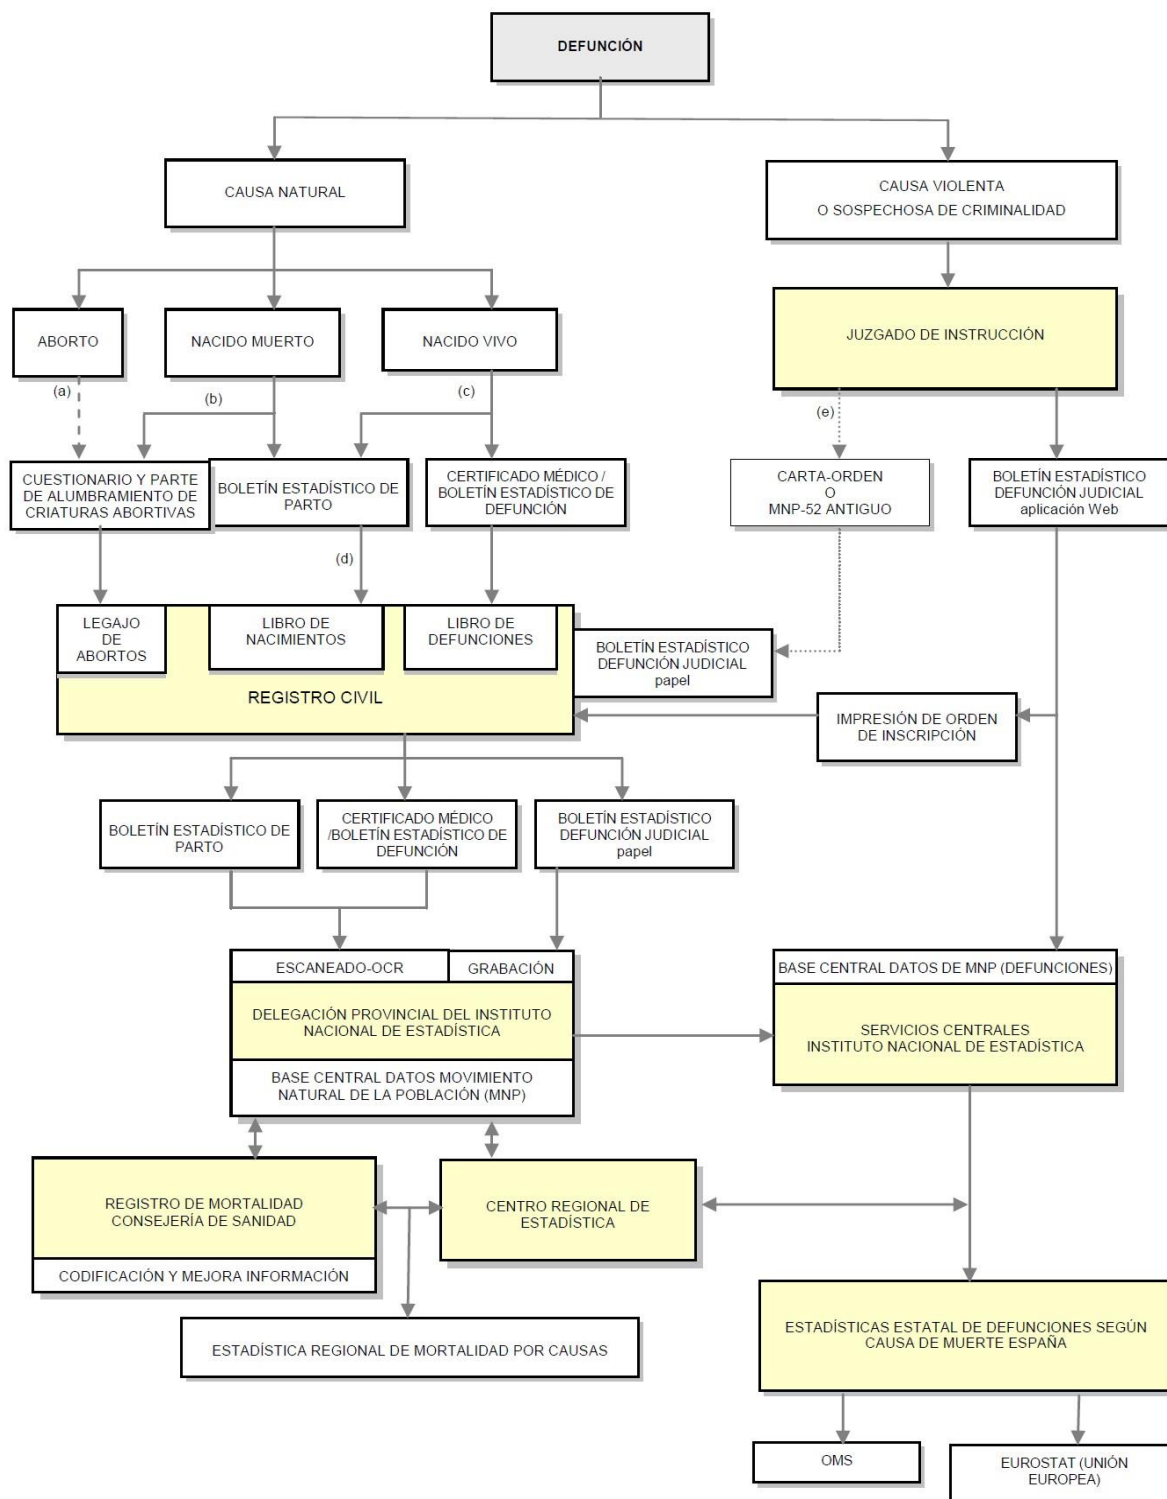 DEFUNCIÓN
CAUSA NATURAL
CAUSA VIOLENTA
O SOSPECHOSA DE CRIMINALIDAD
ABORTO
NACIDO MUERTO
NACIDO VIVO
JUZGADO DE INSTRUCCIÓN
(a)
(b)
(c)
(e)
CUESTIONARIO Y PARTE
DE ALUMBRAMIENTO DE
CRIATURAS ABORTIVAS
BOLETÍN ESTADÍSTICO DE
PARTO
CERTIFICADO MÉDICO /
BOLETÍN ESTADÍSTICO DE
DEFUNCIÓN
CARTA-ORDEN
O
MNP-52 ANTIGUO
BOLETÍN ESTADÍSTICO
DEFUNCIÓN JUDICIAL
aplicación Web
(d)
LEGAJO
DE
ABORTOS
LIBRO DE
NACIMIENTOS
LIBRO DE
DEFUNCIONES
REGISTRO CIVIL
BOLETÍN ESTADÍSTICO
DEFUNCIÓN JUDICIAL
papel
IMPRESIÓN DE ORDEN
DE INSCRIPCIÓN
BOLETÍN ESTADÍSTICO DE
PARTO
CERTIFICADO MÉDICO
/BOLETÍN ESTADÍSTICO DE
DEFUNCIÓN
BOLETÍN ESTADÍSTICO
DEFUNCIÓN JUDICIAL
papel
ESCANEADO-OCR
GRABACIÓN
DELEGACIÓN PROVINCIAL DEL INSTITUTO
NACIONAL DE ESTADÍSTICA
BASE CENTRAL DATOS MOVIMIENTO
NATURAL DE LA POBLACIÓN (MNP)
BASE CENTRAL DATOS DE MNP (DEFUNCIONES)
SERVICIOS CENTRALES
INSTITUTO NACIONAL DE ESTADÍSTICA
REGISTRO DE MORTALIDAD
CONSEJERÍA DE SANIDAD
CODIFICACIÓN Y MEJORA INFORMACIÓN
CENTRO REGIONAL DE
ESTADÍSTICA
ESTADÍSTICA REGIONAL DE MORTALIDAD POR CAUSAS
ESTADÍSTICAS ESTATAL DE DEFUNCIONES SEGÚN
CAUSA DE MUERTE ESPAÑA
OMS
EUROSTAT (UNIÓN
EUROPEA)